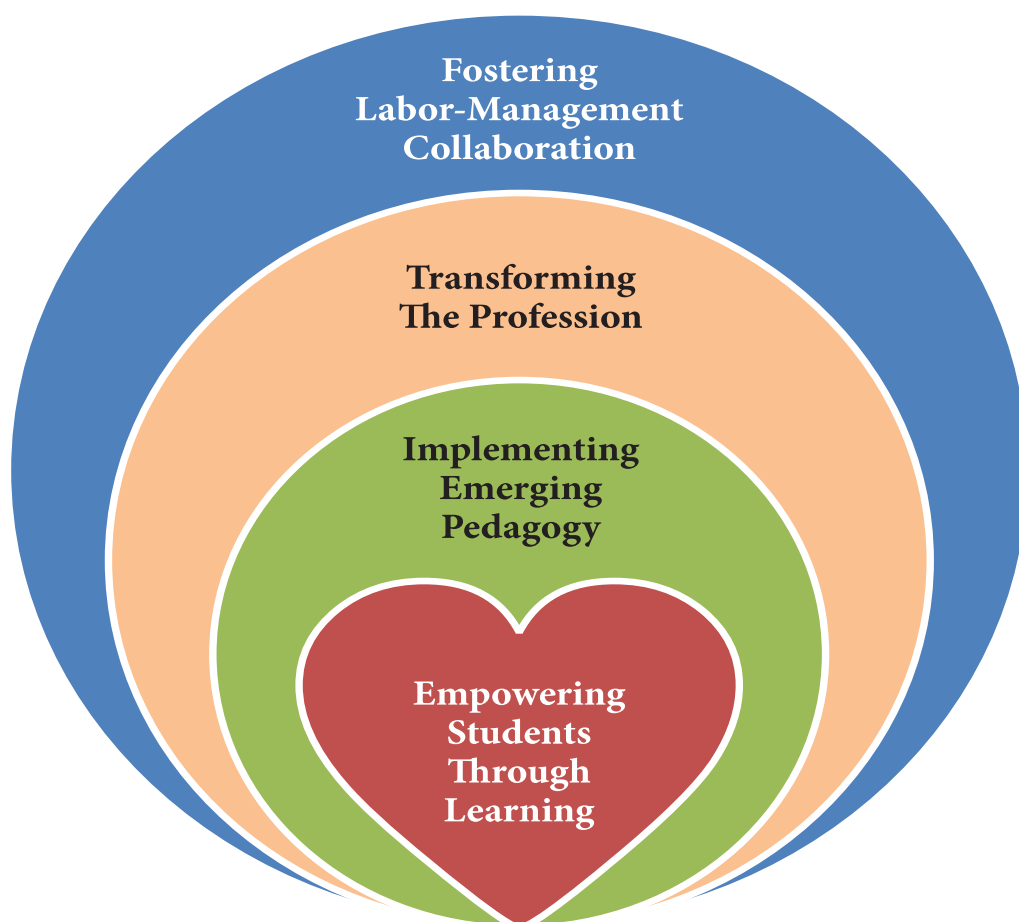 Fostering
Labor-Management
Collaboration
Transforming
The Profession
Implementing
Emerging
Pedagogy
Empowering
Students
Through
Learning